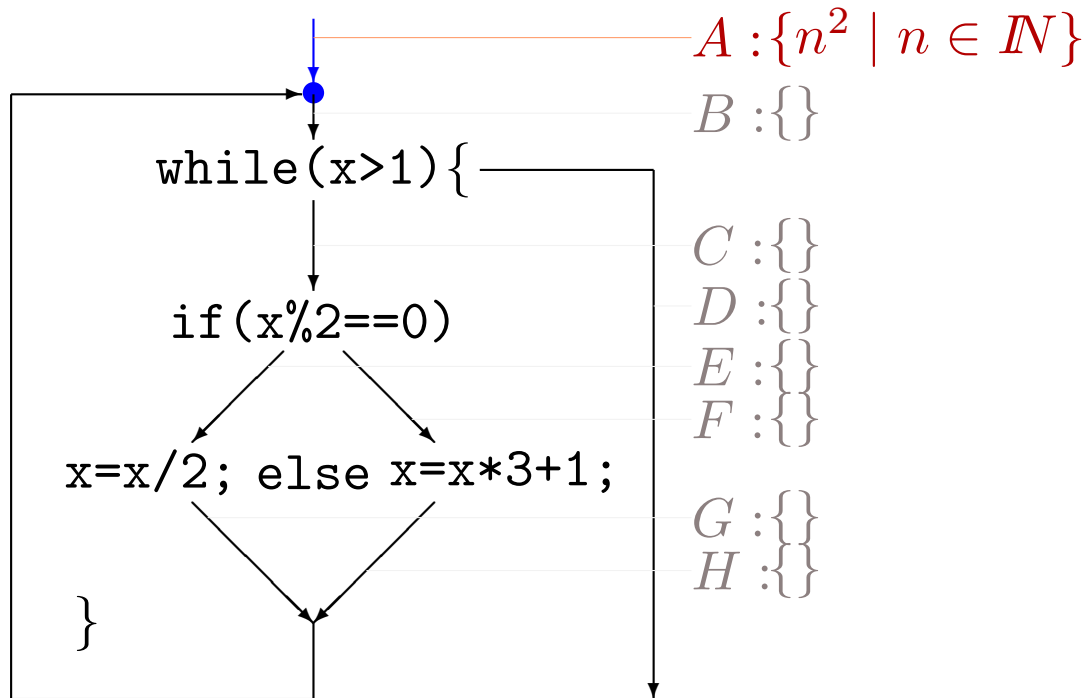 A :{n² | n ∈ ℕ}
B :{}
while(x>1){
C :{}
D :{}
if(x%2==0)
E :{}
F :{}
x=x/2; else x=x*3+1;
G :{}
H :{}
}